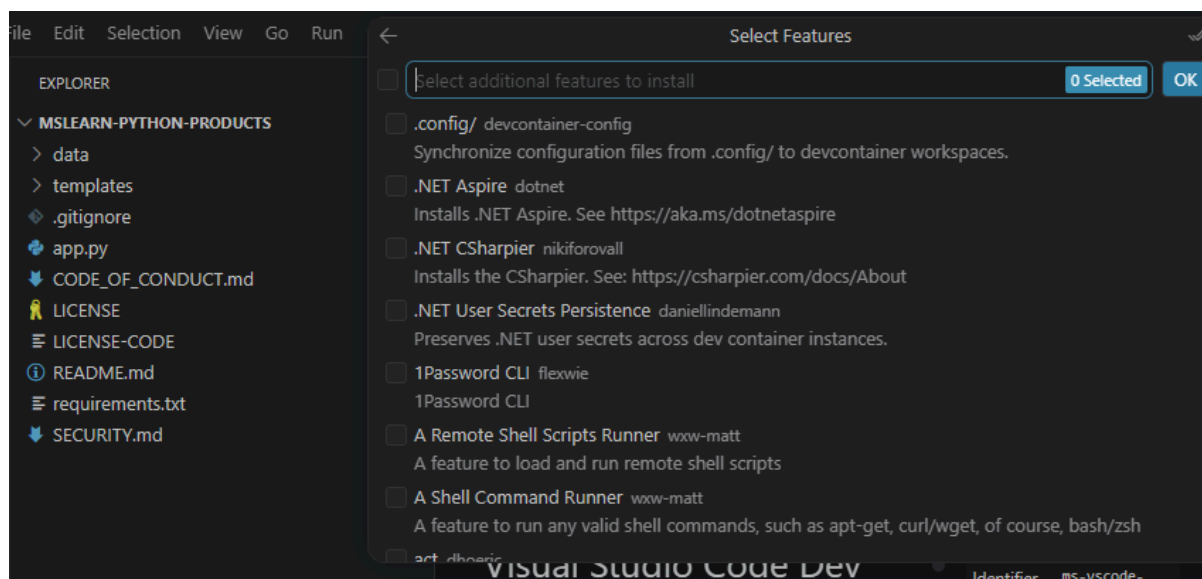 File Edit Selection View Go Run
Select Features
EXPLORER
Select additional features to install
0 Selected
OK
MSLEARN-PYTHON-PRODUCTS
data
templates
.gitignore
app.py
CODE_OF_CONDUCT.md
LICENSE
LICENSE-CODE
README.md
requirements.txt
SECURITY.md
.config/ devcontainer-config
Synchronize configuration files from .config/ to devcontainer workspaces.
.NET Aspire dotnet
Installs .NET Aspire. See https://aka.ms/dotnetaspire
.NET CSharpier nikiforovall
Installs the CSharpier. See: https://csharpier.com/docs/About
.NET User Secrets Persistence daniellindemann
Preserves .NET user secrets across dev container instances.
1Password CLI flexwie
1Password CLI
A Remote Shell Scripts Runner wxw-matt
A feature to load and run remote shell scripts
A Shell Command Runner wxw-matt
A feature to run any valid shell commands, such as apt-get, curl/wget, of course, bash/zsh
act dhoeric
Visual Studio Code Dev
Identifier ms-vscode-